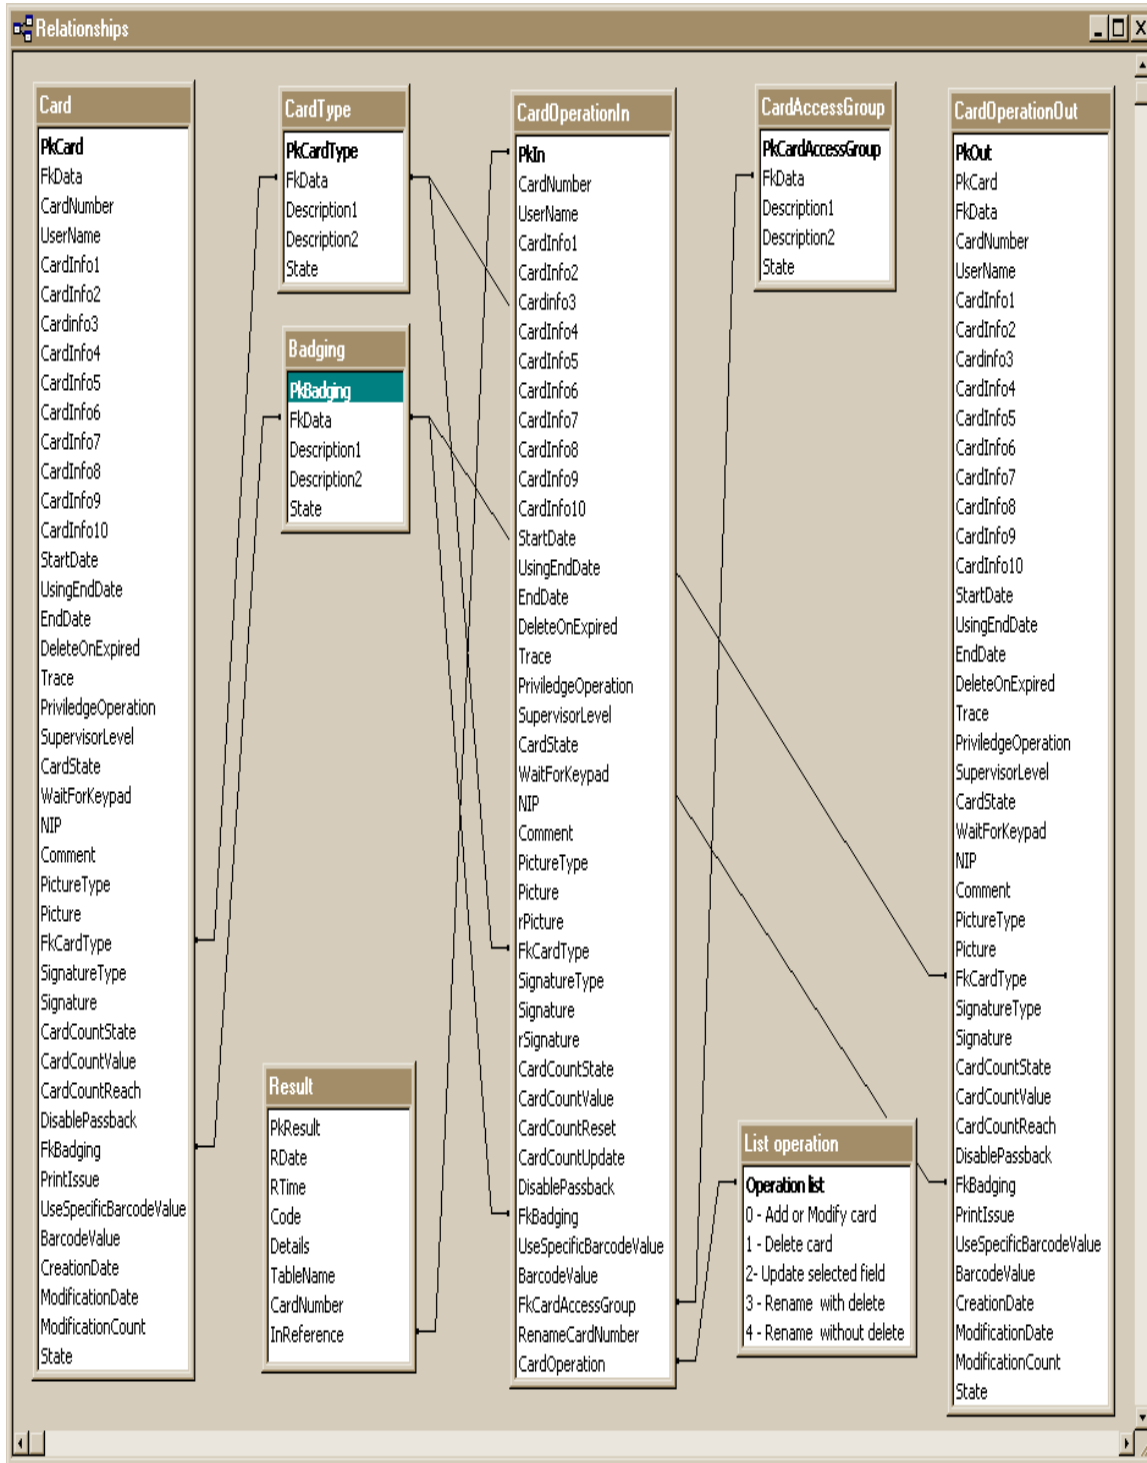 Relationships
Card
PkCard
FkData
CardNumber
UserName
CardInfo1
CardInfo2
Cardinfo3
CardInfo4
CardInfo5
CardInfo6
CardInfo7
CardInfo8
CardInfo9
CardInfo10
StartDate
UsingEndDate
EndDate
DeleteOnExpired
Trace
PriviledgeOperation
SupervisorLevel
CardState
WaitForKeypad
NIP
Comment
PictureType
Picture
FkCardType
SignatureType
Signature
CardCountState
CardCountValue
CardCountReach
DisablePassback
FkBadging
PrintIssue
UseSpecificBarcodeValue
BarcodeValue
CreationDate
ModificationDate
ModificationCount
State
CardType
PkCardType
FkData
Description1
Description2
State
Badging
PkBadging
FkData
Description1
Description2
State
Result
PkResult
RDate
RTime
Code
Details
TableName
CardNumber
InReference
CardOperationIn
PkIn
CardNumber
UserName
CardInfo1
CardInfo2
Cardinfo3
CardInfo4
CardInfo5
CardInfo6
CardInfo7
CardInfo8
CardInfo9
CardInfo10
StartDate
UsingEndDate
EndDate
DeleteOnExpired
Trace
PriviledgeOperation
SupervisorLevel
CardState
WaitForKeypad
NIP
Comment
PictureType
Picture
rPicture
FkCardType
SignatureType
Signature
rSignature
CardCountState
CardCountValue
CardCountReset
CardCountUpdate
DisablePassback
FkBadging
UseSpecificBarcodeValue
BarcodeValue
FkCardAccessGroup
RenameCardNumber
CardOperation
CardAccessGroup
PkCardAccessGroup
FkData
Description1
Description2
State
List operation
Operation list
0 - Add or Modify card
1 - Delete card
2- Update selected field
3 - Rename with delete
4 - Rename without delete
CardOperationOut
PkOut
PkCard
FkData
CardNumber
UserName
CardInfo1
CardInfo2
Cardinfo3
CardInfo4
CardInfo5
CardInfo6
CardInfo7
CardInfo8
CardInfo9
CardInfo10
StartDate
UsingEndDate
EndDate
DeleteOnExpired
Trace
PriviledgeOperation
SupervisorLevel
CardState
WaitForKeypad
NIP
Comment
PictureType
Picture
FkCardType
SignatureType
Signature
CardCountState
CardCountValue
CardCountReach
DisablePassback
FkBadging
PrintIssue
UseSpecificBarcodeValue
BarcodeValue
CreationDate
ModificationDate
ModificationCount
State